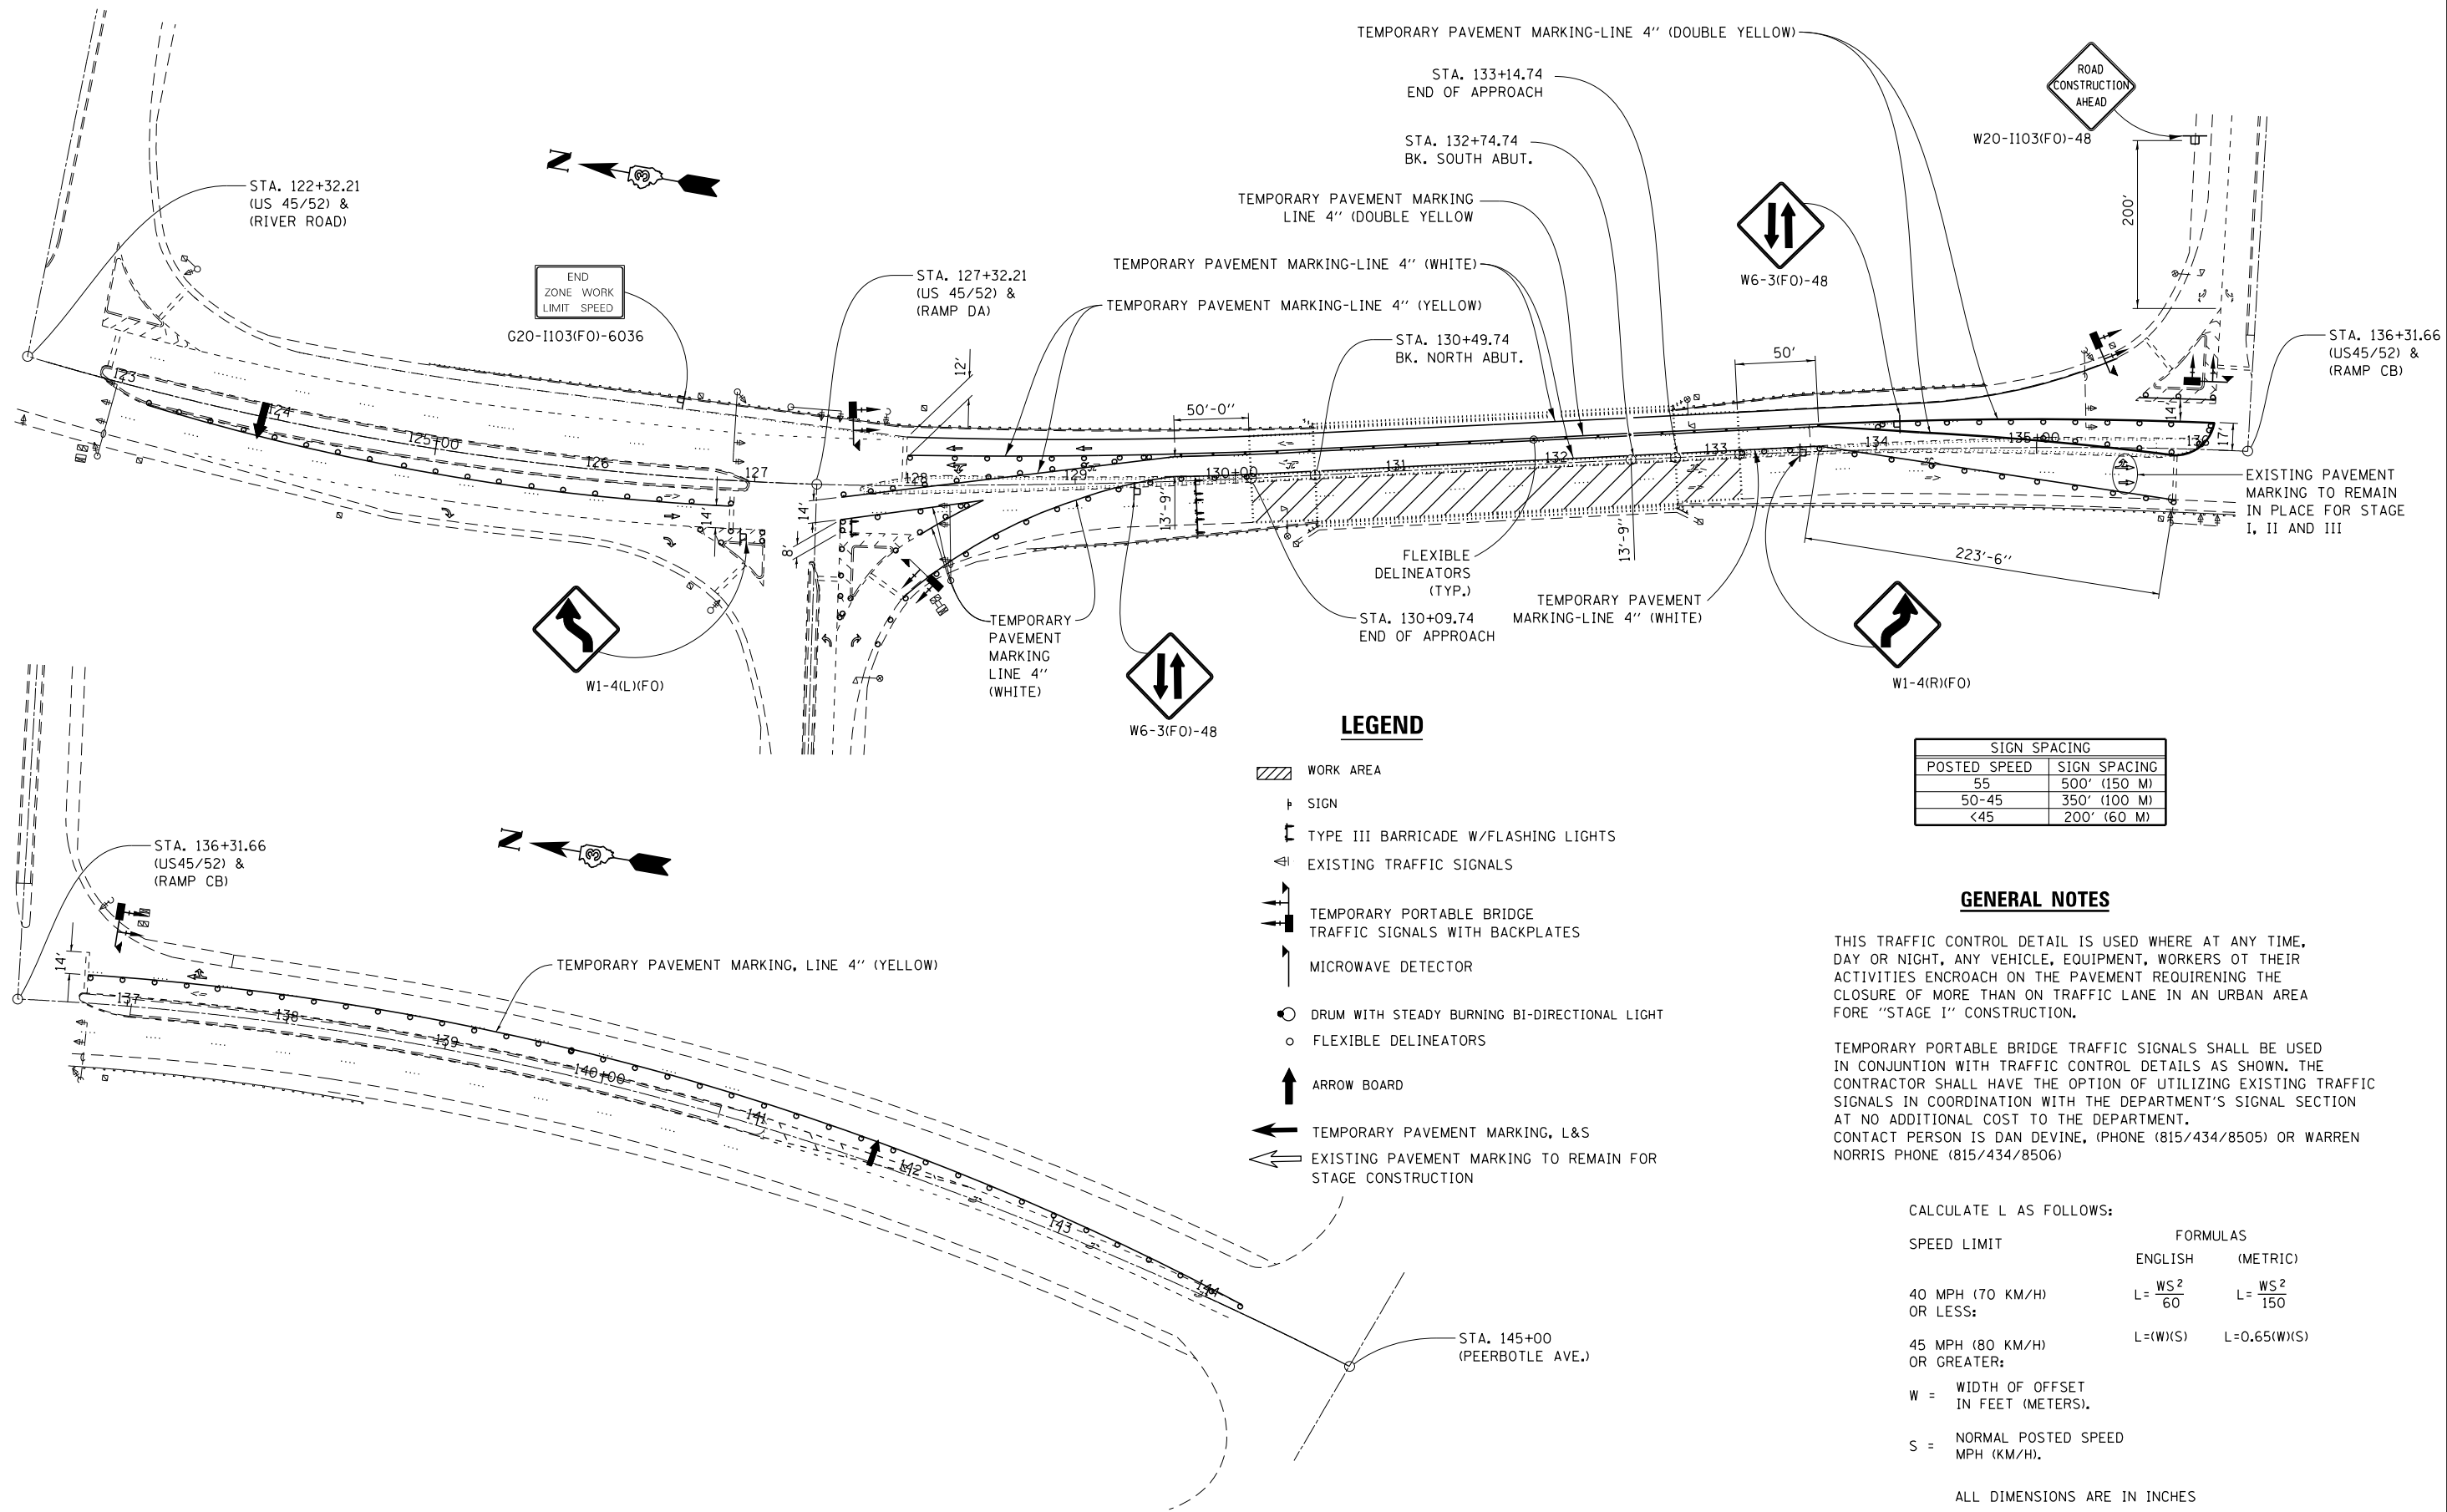 TEMPORARY PAVEMENT MARKING-LINE 4'' (DOUBLE YELLOW)
STA. 133+14.74
END OF APPROACH
STA. 132+74.74
BK. SOUTH ABUT.
TEMPORARY PAVEMENT MARKING
LINE 4'' (DOUBLE YELLOW
TEMPORARY PAVEMENT MARKING-LINE 4'' (WHITE)
TEMPORARY PAVEMENT MARKING-LINE 4'' (YELLOW)
ROAD
CONSTRUCTION
AHEAD
W20-I103(FO)-48
200'
N
3
STA. 122+32.21
(US 45/52) &
(RIVER ROAD)
END
ZONE WORK
LIMIT SPEED
G20-I103(FO)-6036
STA. 127+32.21
(US 45/52) &
(RAMP DA)
W6-3(FO)-48
STA. 130+49.74
BK. NORTH ABUT.
STA. 136+31.66
(US45/52) &
(RAMP CB)
12'
50'-0''
50'
123
124
125+00
126
127
128
129
130+00
131
132
133
134
135+00
136
14'
17'
14'
14'
8'
13'-9''
13'-9''
223'-6''
EXISTING PAVEMENT
MARKING TO REMAIN
IN PLACE FOR STAGE
I, II AND III
FLEXIBLE
DELINEATORS
(TYP.)
STA. 130+09.74
END OF APPROACH
TEMPORARY PAVEMENT
MARKING-LINE 4'' (WHITE)
TEMPORARY
PAVEMENT
MARKING
LINE 4''
(WHITE)
W1-4(L)(FO)
W6-3(FO)-48
W1-4(R)(FO)
LEGEND
WORK AREA
SIGN
TYPE III BARRICADE W/FLASHING LIGHTS
EXISTING TRAFFIC SIGNALS
TEMPORARY PORTABLE BRIDGE
TRAFFIC SIGNALS WITH BACKPLATES
MICROWAVE DETECTOR
DRUM WITH STEADY BURNING BI-DIRECTIONAL LIGHT
FLEXIBLE DELINEATORS
ARROW BOARD
TEMPORARY PAVEMENT MARKING, L&S
EXISTING PAVEMENT MARKING TO REMAIN FOR
STAGE CONSTRUCTION
SIGN SPACING
POSTED SPEED SIGN SPACING
55 500' (150 M)
50-45 350' (100 M)
<45 200' (60 M)
N
3
STA. 136+31.66
(US45/52) &
(RAMP CB)
14'
TEMPORARY PAVEMENT MARKING, LINE 4'' (YELLOW)
137
138
139
140+00
141
142
143
144
STA. 145+00
(PEERBOTLE AVE.)
GENERAL NOTES
THIS TRAFFIC CONTROL DETAIL IS USED WHERE AT ANY TIME,
DAY OR NIGHT, ANY VEHICLE, EQUIPMENT, WORKERS OT THEIR
ACTIVITIES ENCROACH ON THE PAVEMENT REQUIRENING THE
CLOSURE OF MORE THAN ON TRAFFIC LANE IN AN URBAN AREA
FORE "STAGE I" CONSTRUCTION.
TEMPORARY PORTABLE BRIDGE TRAFFIC SIGNALS SHALL BE USED
IN CONJUNTION WITH TRAFFIC CONTROL DETAILS AS SHOWN. THE
CONTRACTOR SHALL HAVE THE OPTION OF UTILIZING EXISTING TRAFFIC
SIGNALS IN COORDINATION WITH THE DEPARTMENT'S SIGNAL SECTION
AT NO ADDITIONAL COST TO THE DEPARTMENT.
CONTACT PERSON IS DAN DEVINE, (PHONE (815/434/8505) OR WARREN
NORRIS PHONE (815/434/8506)
CALCULATE L AS FOLLOWS:
SPEED LIMIT FORMULAS
ENGLISH (METRIC)
40 MPH (70 KM/H) L= WS²/60 L= WS²/150
OR LESS:
45 MPH (80 KM/H) L=(W)(S) L=0.65(W)(S)
OR GREATER:
W = WIDTH OF OFFSET
IN FEET (METERS).
S = NORMAL POSTED SPEED
MPH (KM/H).
ALL DIMENSIONS ARE IN INCHES